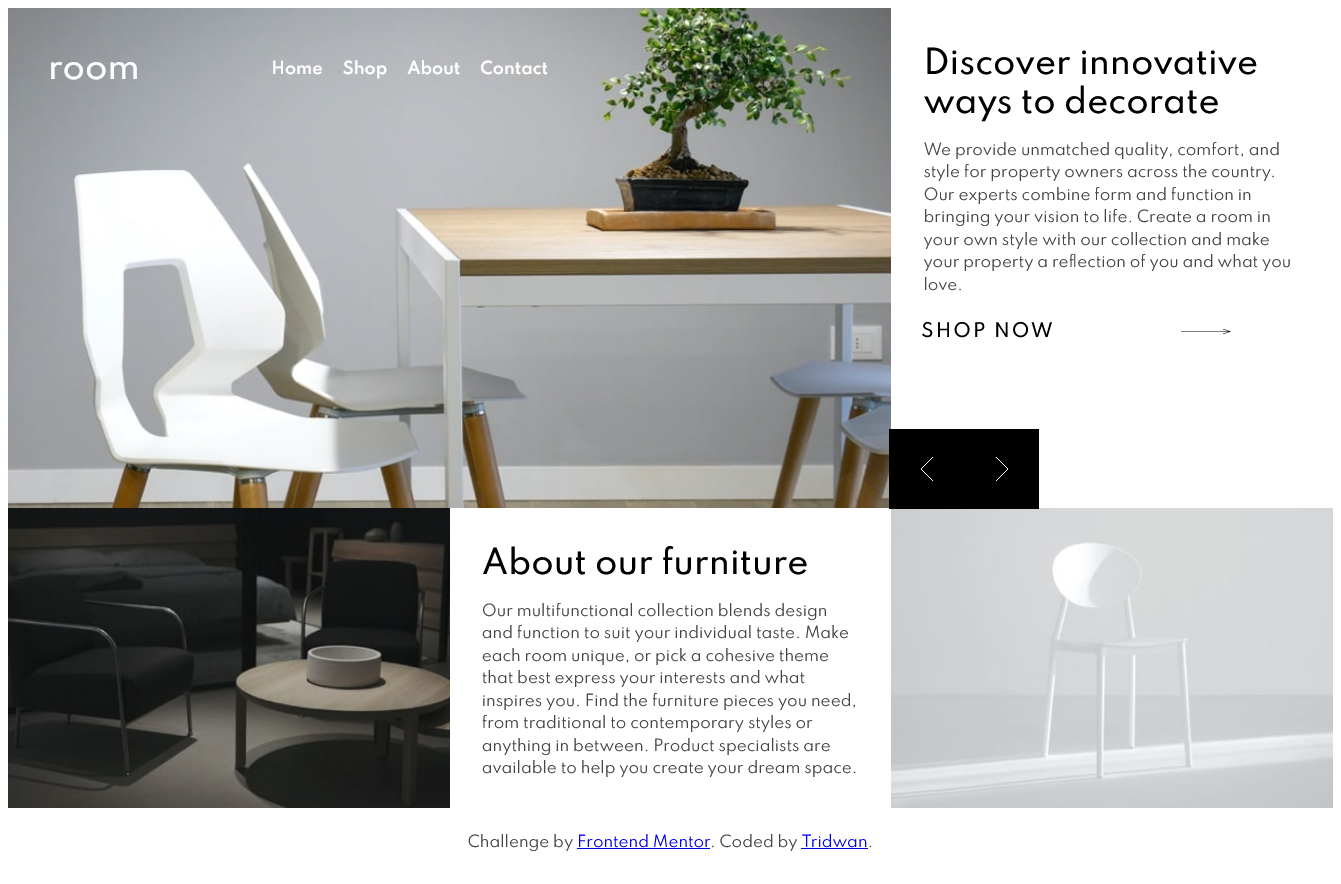 room
Home Shop About Contact
Discover innovative
ways to decorate
We provide unmatched quality, comfort, and
style for property owners across the country.
Our experts combine form and function in
bringing your vision to life. Create a room in
your own style with our collection and make
your property a reflection of you and what you
love.
SHOP NOW
About our furniture
Our multifunctional collection blends design
and function to suit your individual taste. Make
each room unique, or pick a cohesive theme
that best express your interests and what
inspires you. Find the furniture pieces you need,
from traditional to contemporary styles or
anything in between. Product specialists are
available to help you create your dream space.
Challenge by Frontend Mentor. Coded by Tridwan.